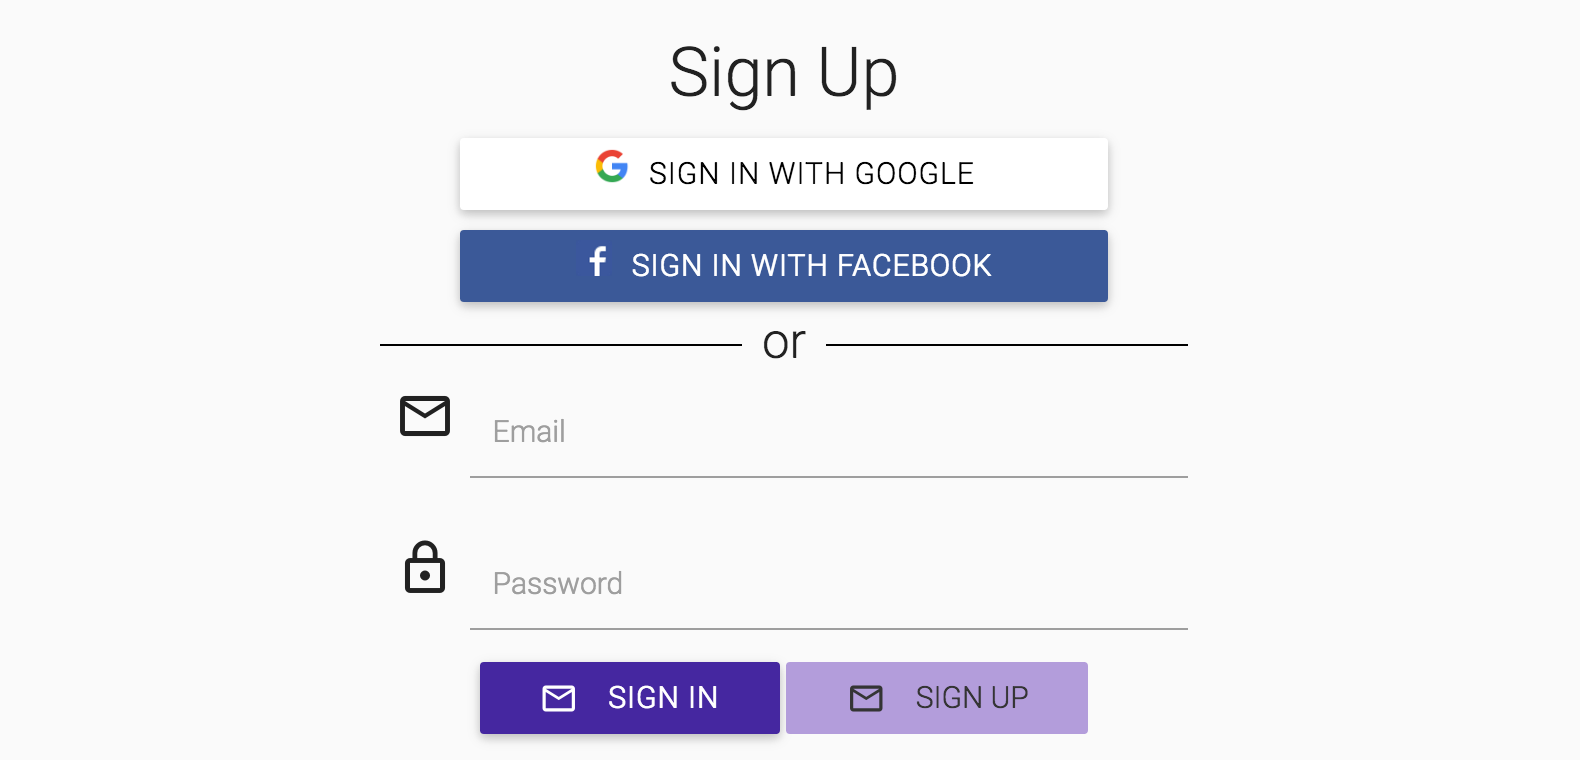 Sign Up
SIGN IN WITH GOOGLE
SIGN IN WITH FACEBOOK
or
Email
Password
SIGN IN
SIGN UP